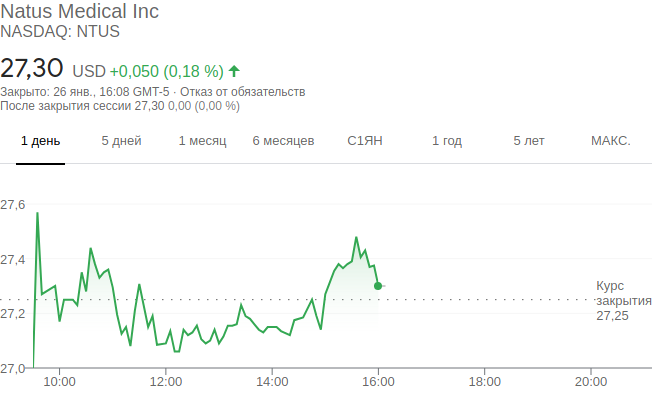 Natus Medical Inc
NASDAQ: NTUS
27,30 USD +0,050 (0,18 %)
Закрыто: 26 янв., 16:08 GMT-5 · Отказ от обязательств
После закрытия сессии 27,30 0,00 (0,00 %)
1 день 5 дней 1 месяц 6 месяцев С1ЯН 1 год 5 лет МАКС.
27,6
27,4
Курс
закрытия
27,25
27,2
27,0
10:00 12:00 14:00 16:00 18:00 20:00